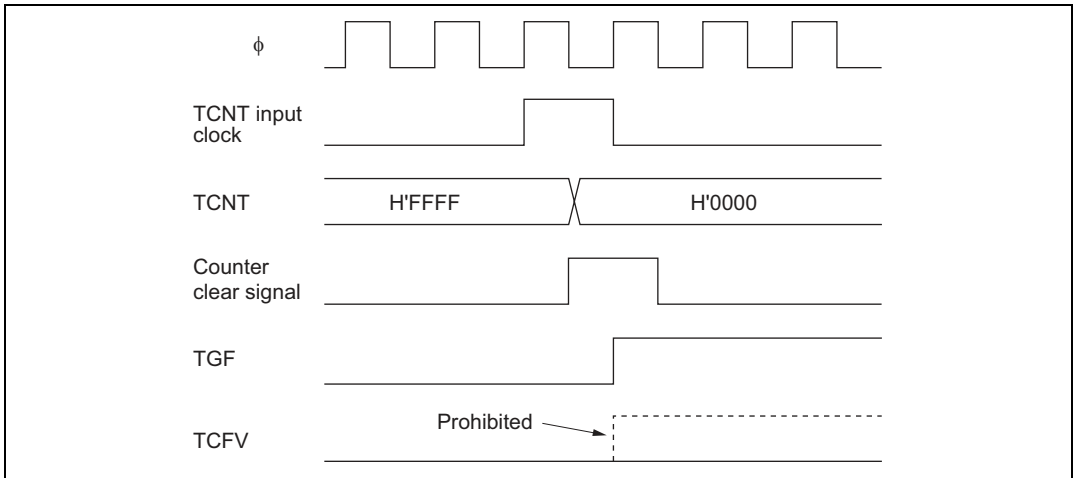 ϕ
TCNT input
clock
TCNT
H'FFFF
H'0000
Counter
clear signal
TGF
Prohibited
TCFV